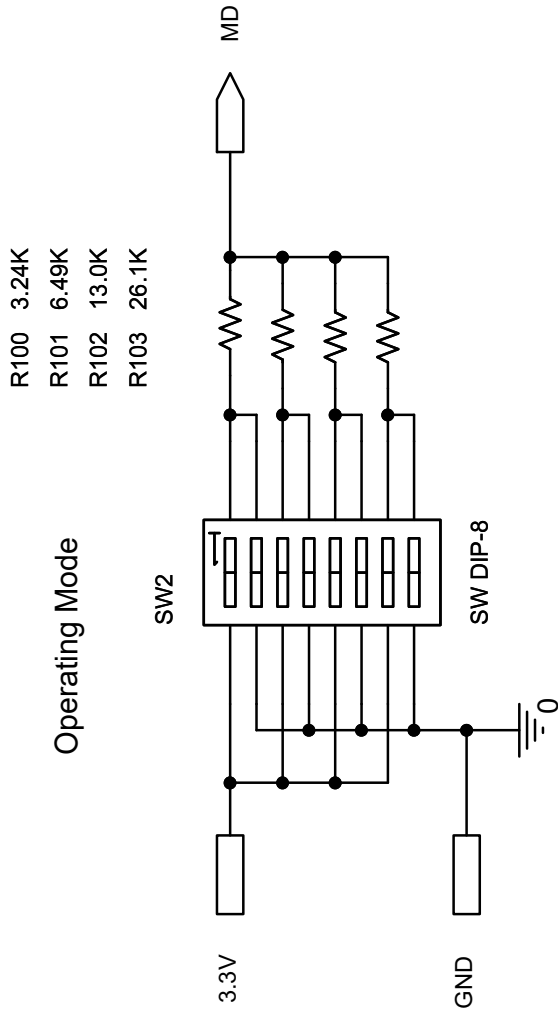 Operating Mode
R100 3.24K
R101 6.49K
R102 13.0K
R103 26.1K
SW2
1
3.3V
MD
SW DIP-8
GND
0